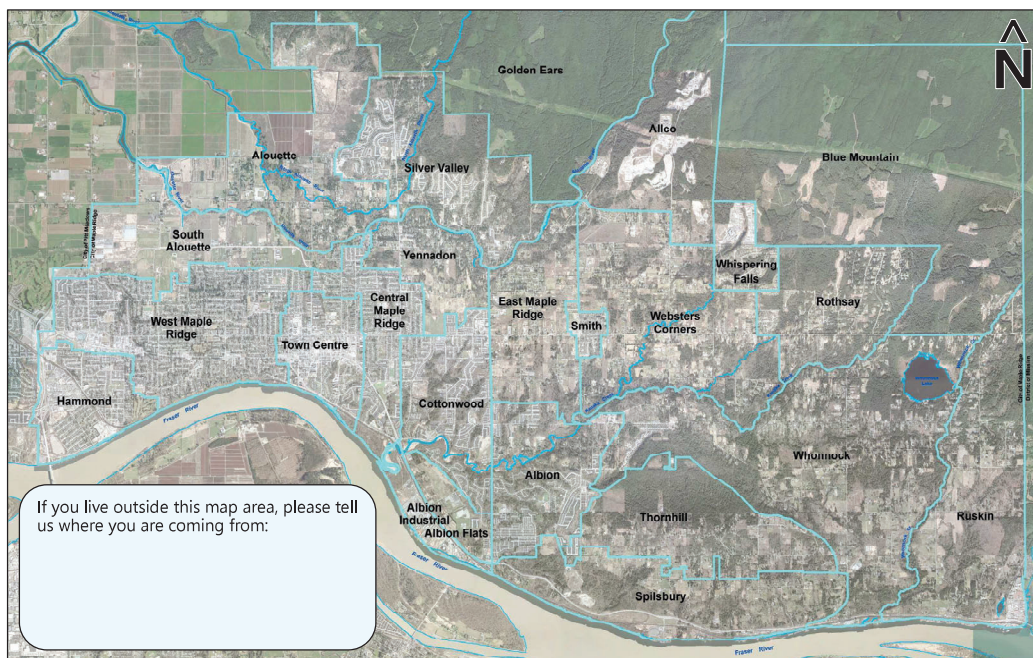 N
Golden Ears
Allco
Blue Mountain
Alouette
Silver Valley
South
Alouette
Yennadon
Whispering
Falls
Rothsay
West Maple
Ridge
Town Centre
Central
Maple
Ridge
East Maple
Ridge
Smith
Websters
Corners
Hammond
Fraser River
Cottonwood
Albion
Whonnock
Thornhill
Ruskin
Albion
Industrial
Albion Flats
Fraser River
Spilsbury
Fraser River
If you live outside this map area, please tell
us where you are coming from: